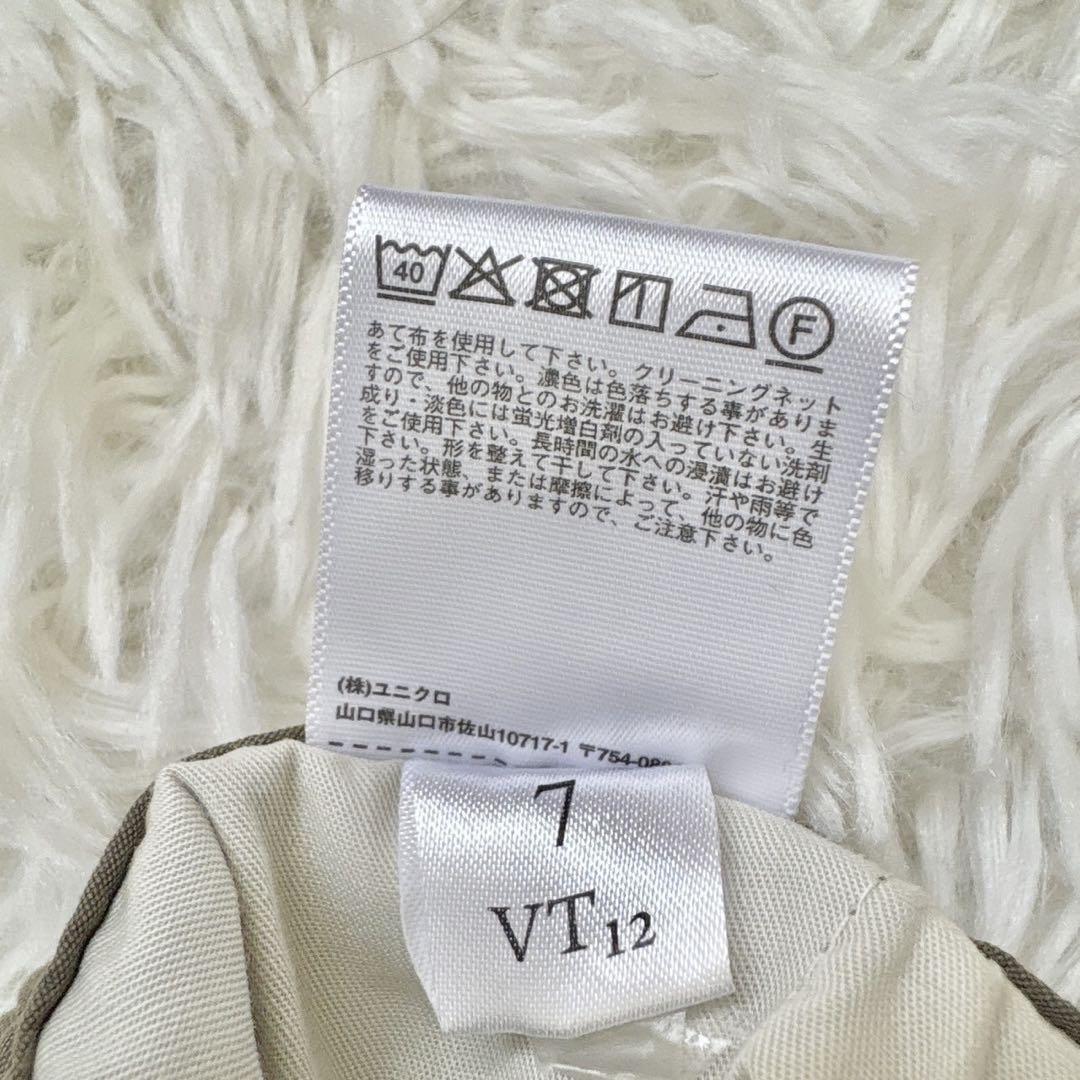 40
F
あて布を使用して下さい。クリーニングネット
をご使用下さい。濃色は色落ちする事がありま
すので、他の物とのお洗濯はお避け下さい。生
成り・淡色には蛍光増白剤の入っていない洗剤
をご使用下さい。長時間の水への浸漬はお避け
下さい。形を整えて干して下さい。汗や雨等で
湿った状態、または摩擦によって、他の物に色
移りする事がありますので、ご注意下さい。
(株)ユニクロ
山口県山口市佐山10717-1 〒754-08
7
VT12